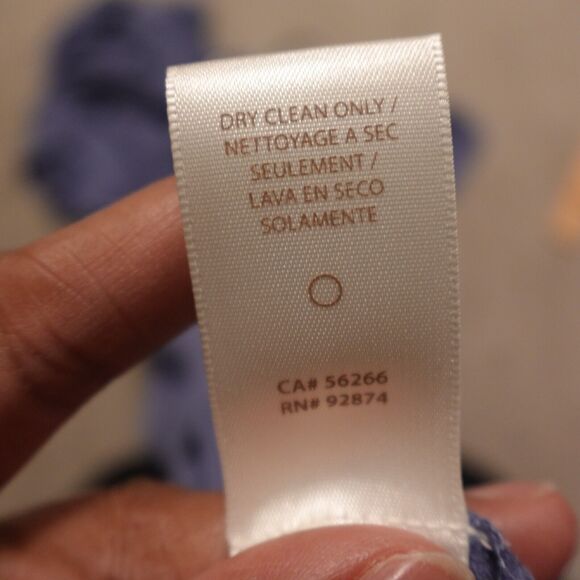 DRY CLEAN ONLY /
NETTOYAGE A SEC
SEULEMENT /
LAVA EN SECO
SOLAMENTE
CA# 56266
RN# 92874